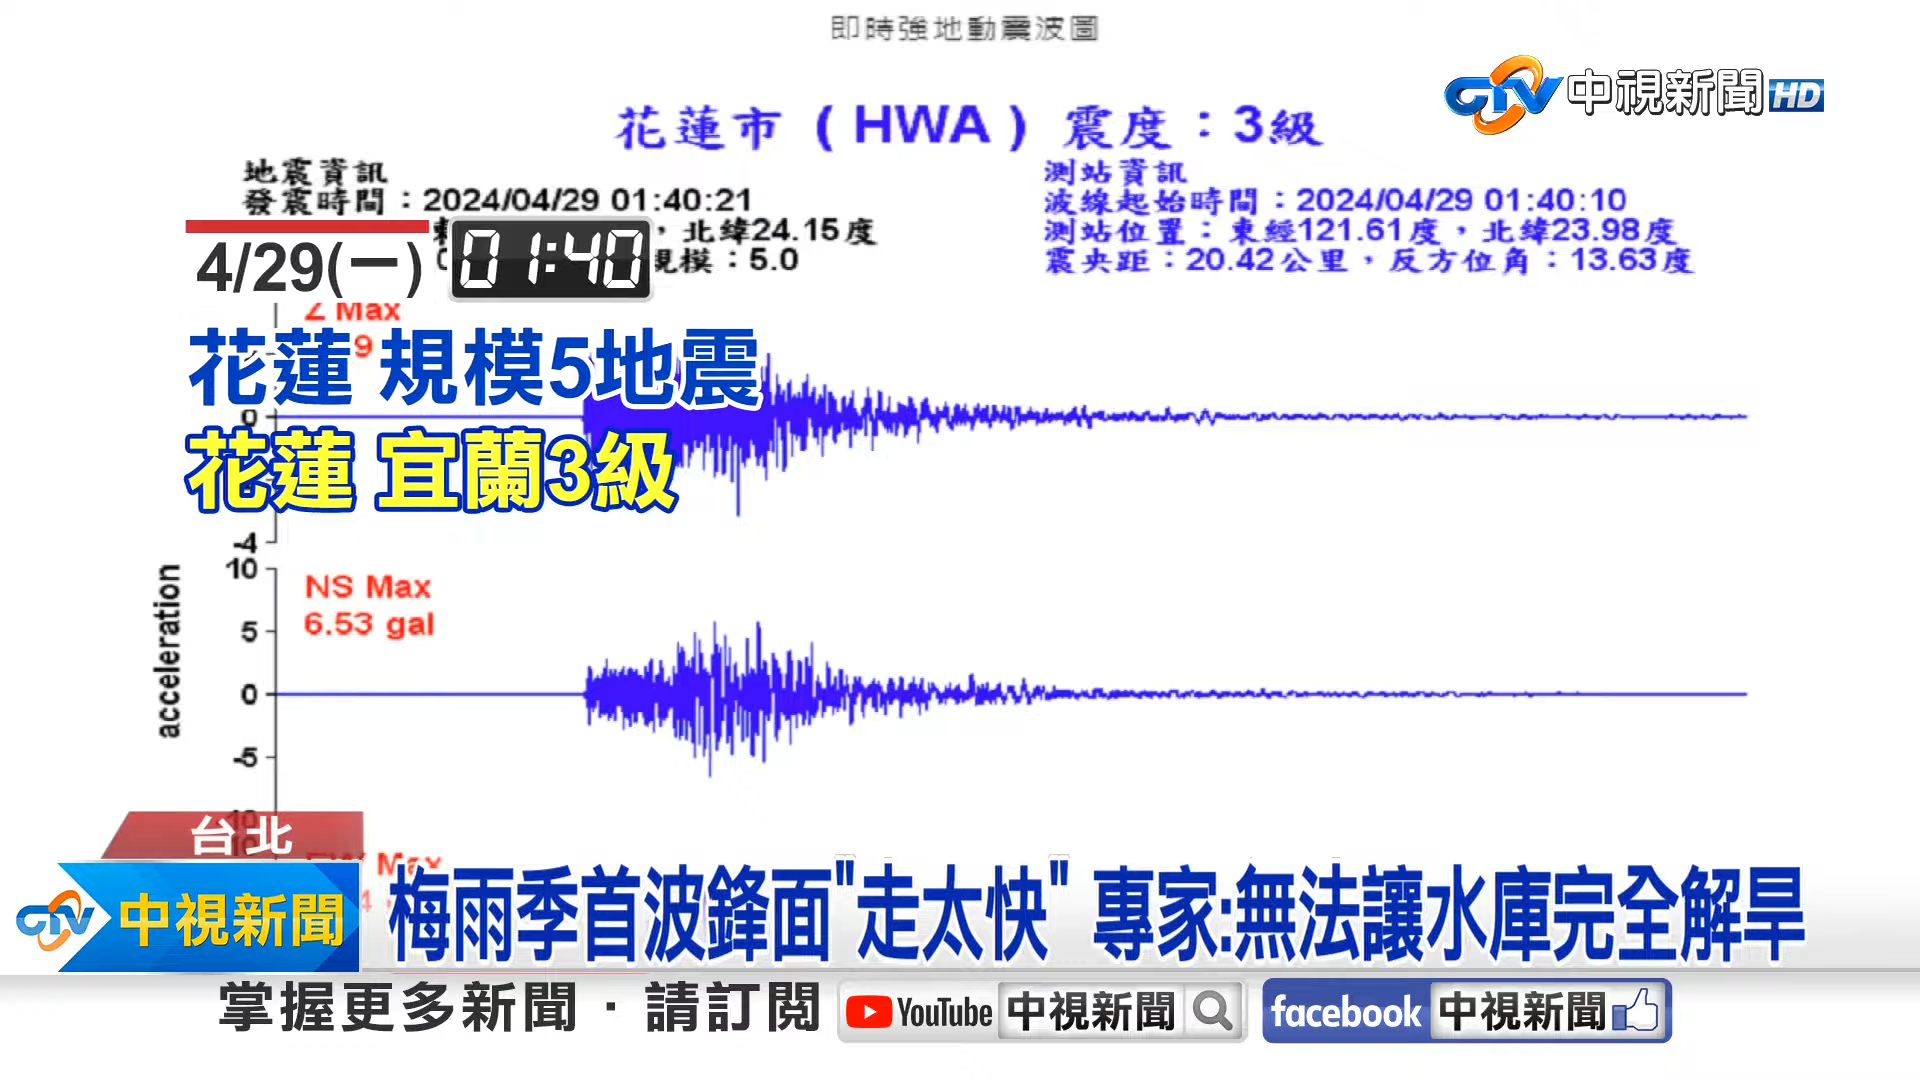 即時強地動震波圖
CTV中視新聞HD
花蓮市（HWA）震度：3級
地震資訊
發震時間：2024/04/29 01:40:21
，北緯24.15度
規模：5.0
測站資訊
波線起始時間：2024/04/29 01:40:10
測站位置：東經121.61度，北緯23.98度
震央距：20.42公里，反方位角：13.63度
4/29(一) 01:40
Z Max
花蓮 規模5地震
花蓮 宜蘭3級
0
-4
acceleration
10
5
0
-5
NS Max
6.53 gal
台北
CTV 中視新聞
梅雨季首波鋒面"走太快" 專家:無法讓水庫完全解旱
掌握更多新聞．請訂閱 YouTube 中視新聞 facebook 中視新聞